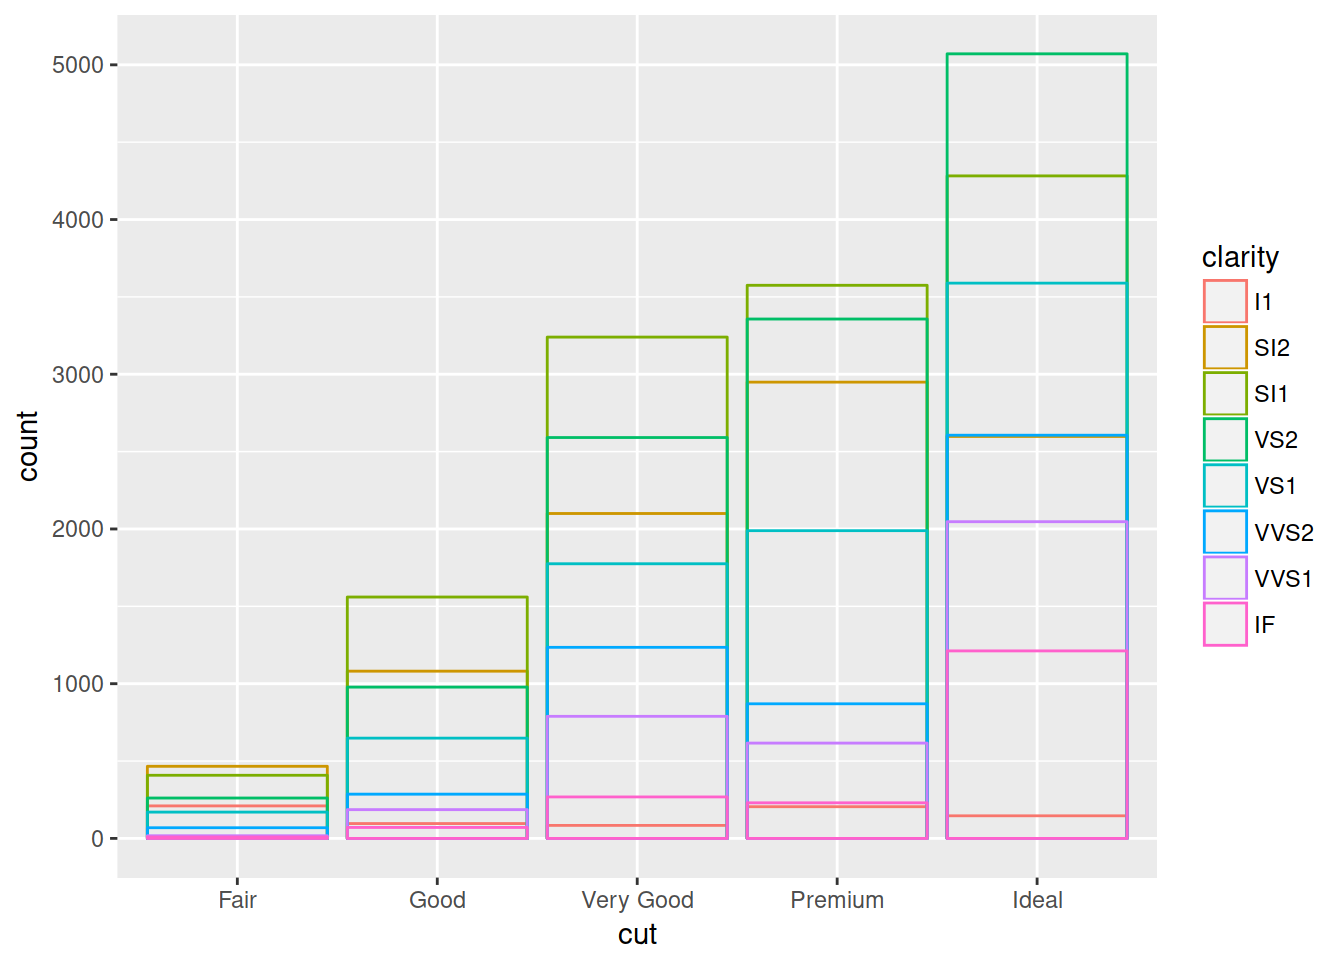 5000
4000
3000
2000
1000
0
count
Fair Good Very Good Premium Ideal
cut
clarity
I1
SI2
SI1
VS2
VS1
VVS2
VVS1
IF